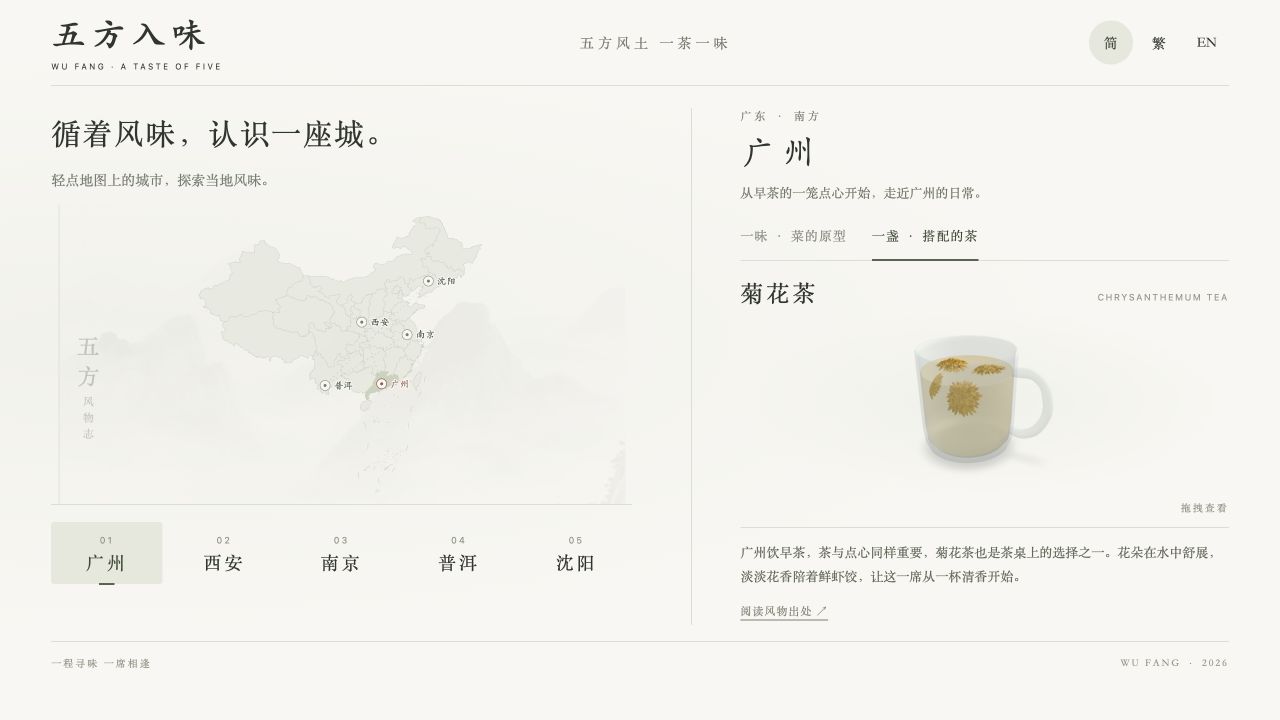 五方入味
WU FANG · A TASTE OF FIVE
五方风土 一茶一味
简 繁 EN
循着风味，认识一座城。
轻点地图上的城市，探索当地风味。
五方
风物志
沈阳
西安
南京
普洱
广州
01 02 03 04 05
广州 西安 南京 普洱 沈阳
广东 · 南方
广州
从早茶的一笼点心开始，走近广州的日常。
一味 · 菜的原型 一盏 · 搭配的茶
菊花茶 CHRYSANTHEMUM TEA
拖拽查看
广州饮早茶，茶与点心同样重要，菊花茶也是茶桌上的选择之一。花朵在水中舒展，
淡淡花香陪着鲜虾饺，让这一席从一杯清香开始。
阅读风物出处 ↗
一程寻味 一席相逢
WU FANG · 2026